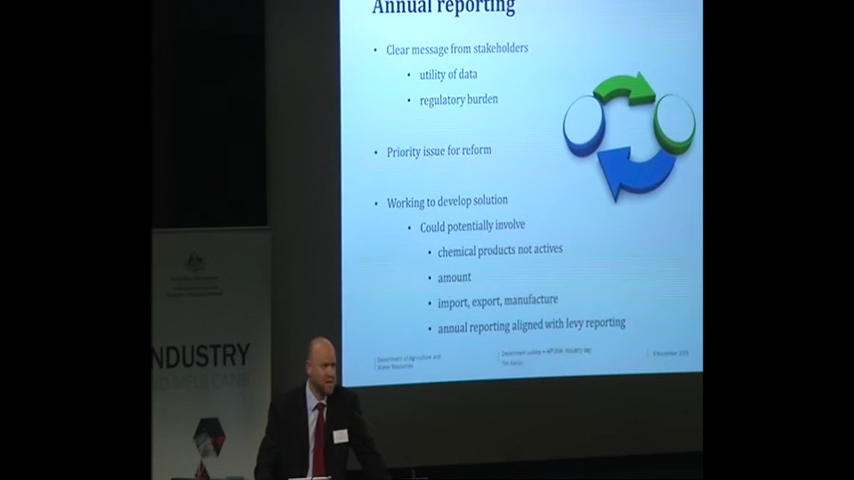 Annual reporting
• Clear message from stakeholders
• utility of data
• regulatory burden
• Priority issue for reform
• Working to develop solution
• Could potentially involve
• chemical products not actives
• amount
• import, export, manufacture
• annual reporting aligned with levy reporting
Department of Agriculture and
Water Resources
NDUSTRY